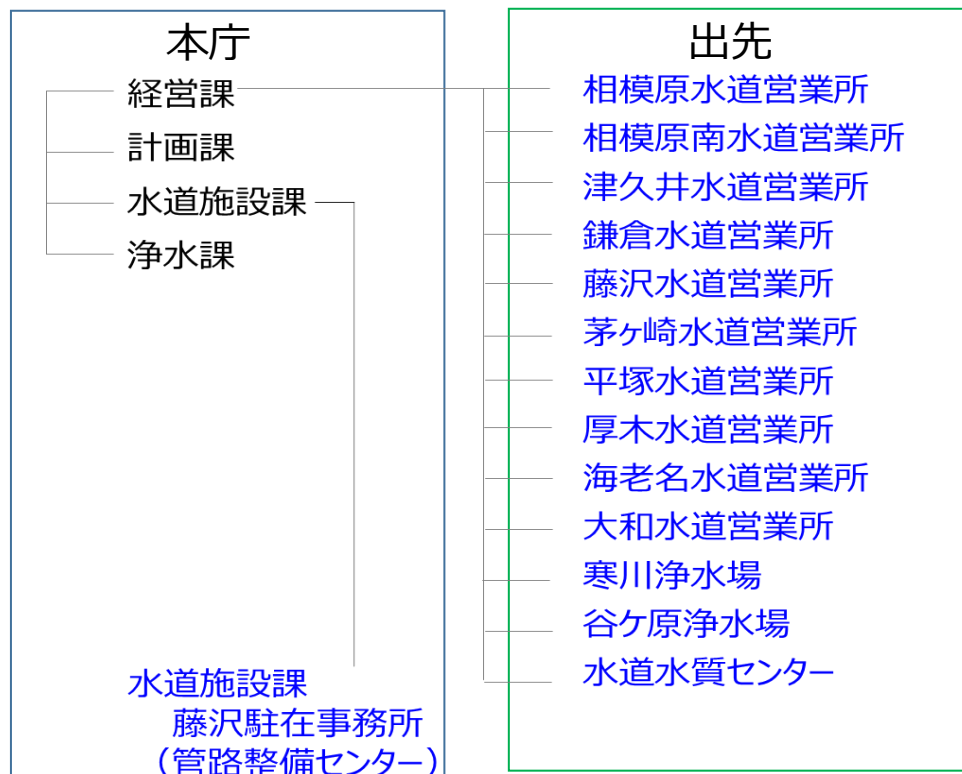 本庁
経営課
計画課
水道施設課
浄水課
水道施設課
藤沢駐在事務所
（管路整備センター）
出先
相模原水道営業所
相模原南水道営業所
津久井水道営業所
鎌倉水道営業所
藤沢水道営業所
茅ヶ崎水道営業所
平塚水道営業所
厚木水道営業所
海老名水道営業所
大和水道営業所
寒川浄水場
谷ケ原浄水場
水道水質センター